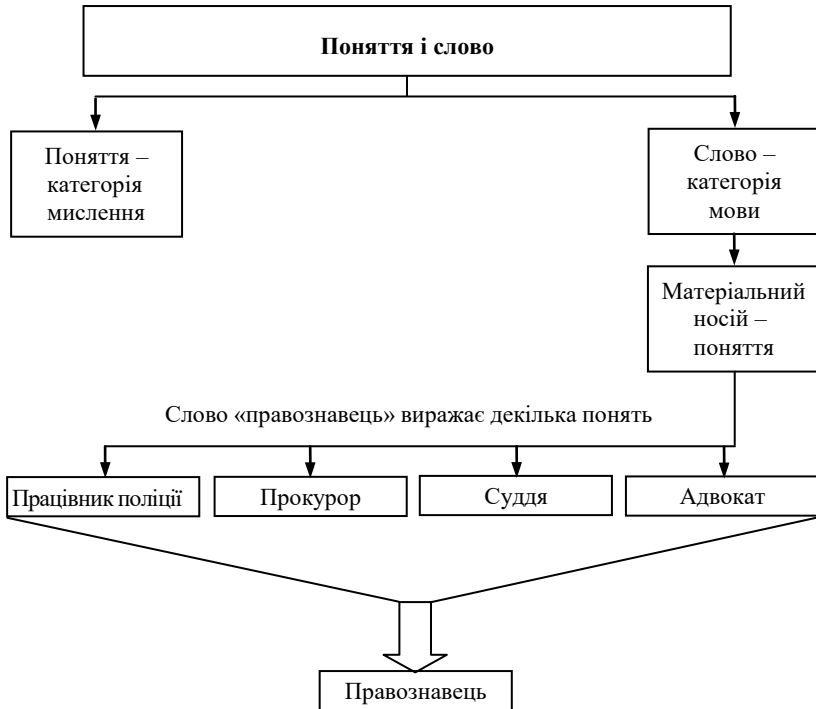 Поняття і слово
Поняття –
категорія
мислення
Слово –
категорія
мови
Матеріальний
носій –
поняття
Слово «правознавець» виражає декілька понять
Працівник поліції
Прокурор
Суддя
Адвокат
Правознавець